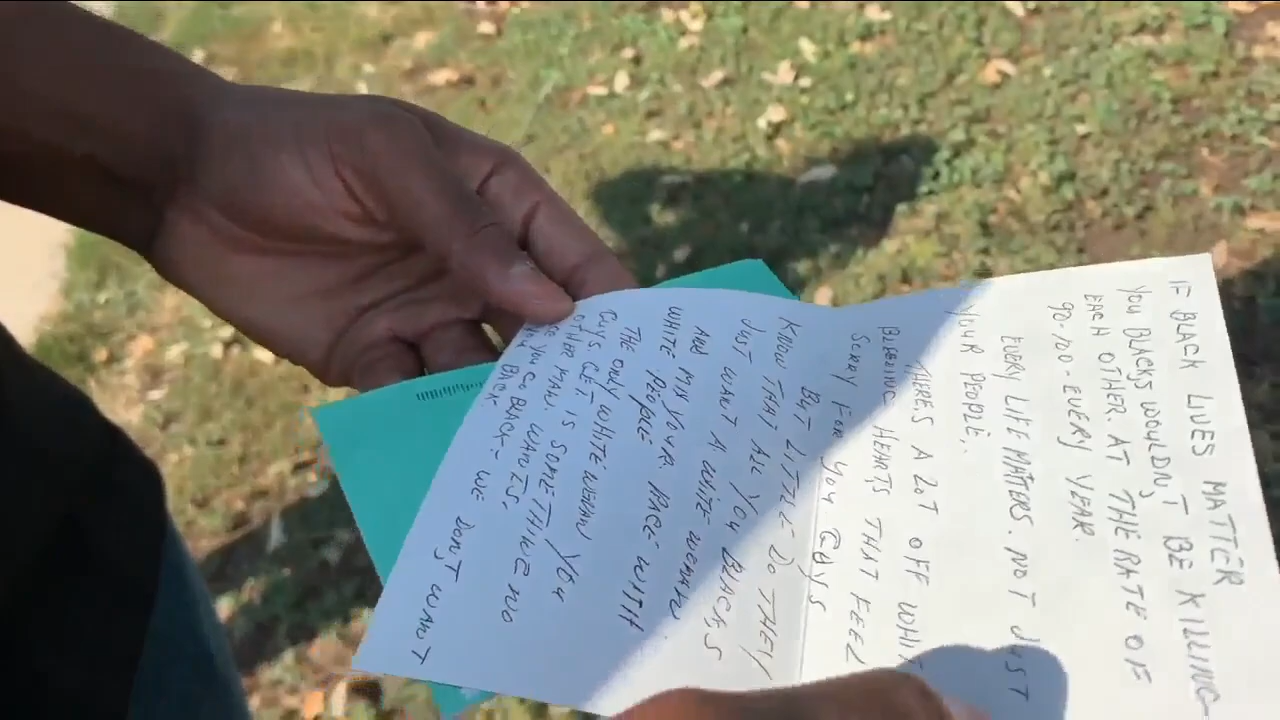 IF BLACK LIVES MATTER
YOU BLACKS WOULDN,T BE KILLING-
EACH OTHER. AT THE RATE OF
90-100-EVERY YEAR.
EVERY LIFE MATTERS. NOT JUST
YOUR PEOPLE.
THERE,S A LOT OFF WHIT
BLEEDING HEARTS THAT FEEL
SORRY FOR YOU GUYS
BUT LITTLE DO THEY
KNOW THAT ALL YOU BLACKS
JUST WANT A WHITE WOMAN.
AND MIX YOUR RACE WITH
WHITE PEOPLE
THE ONLY WHITE WOMAN YOU
GUYS GET IS SOMETHING NO
OTHER MAN WANTS.
YOU GO BLACK - WE DON,T WANT
BACK.